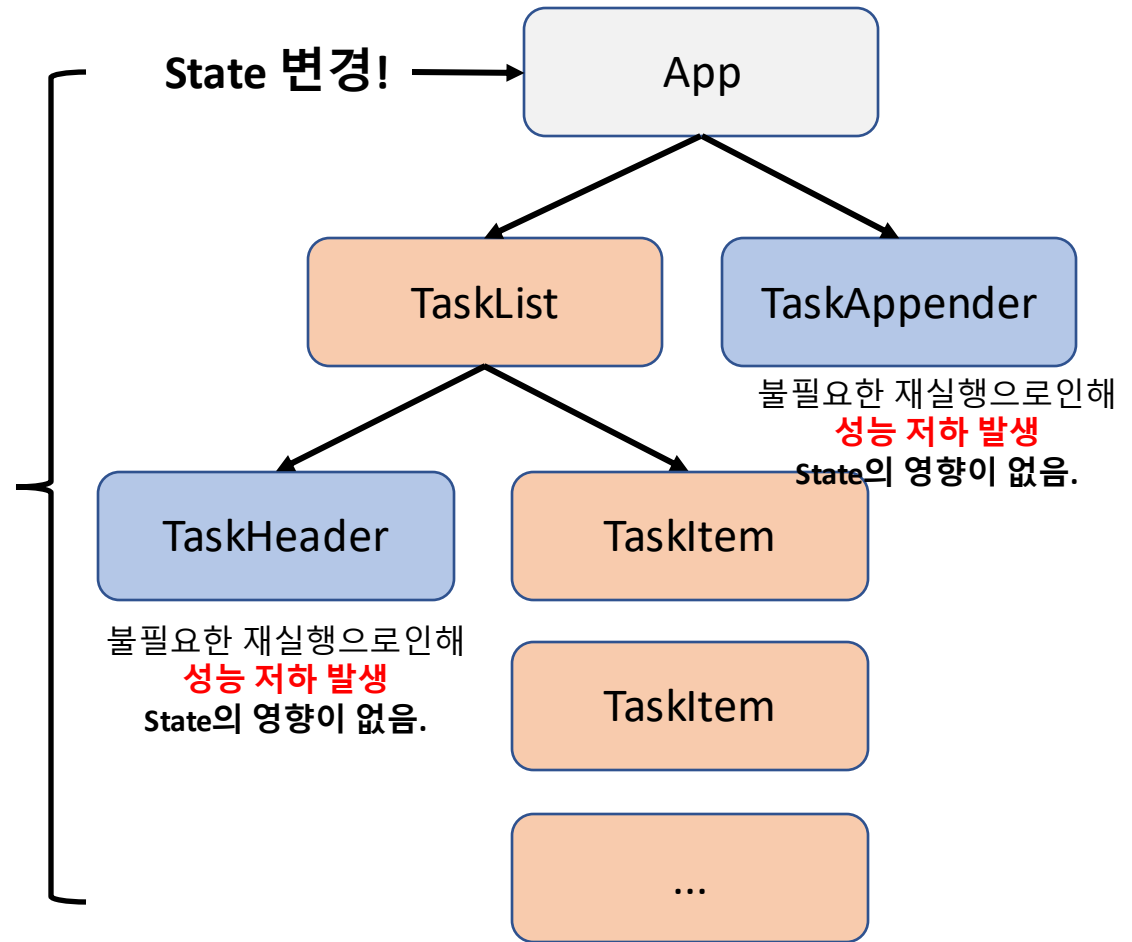 State 변경!
App
TaskList
TaskAppender
불필요한 재실행으로인해
성능 저하 발생
State의 영향이 없음.
TaskHeader
TaskItem
불필요한 재실행으로인해
성능 저하 발생
State의 영향이 없음.
TaskItem
...